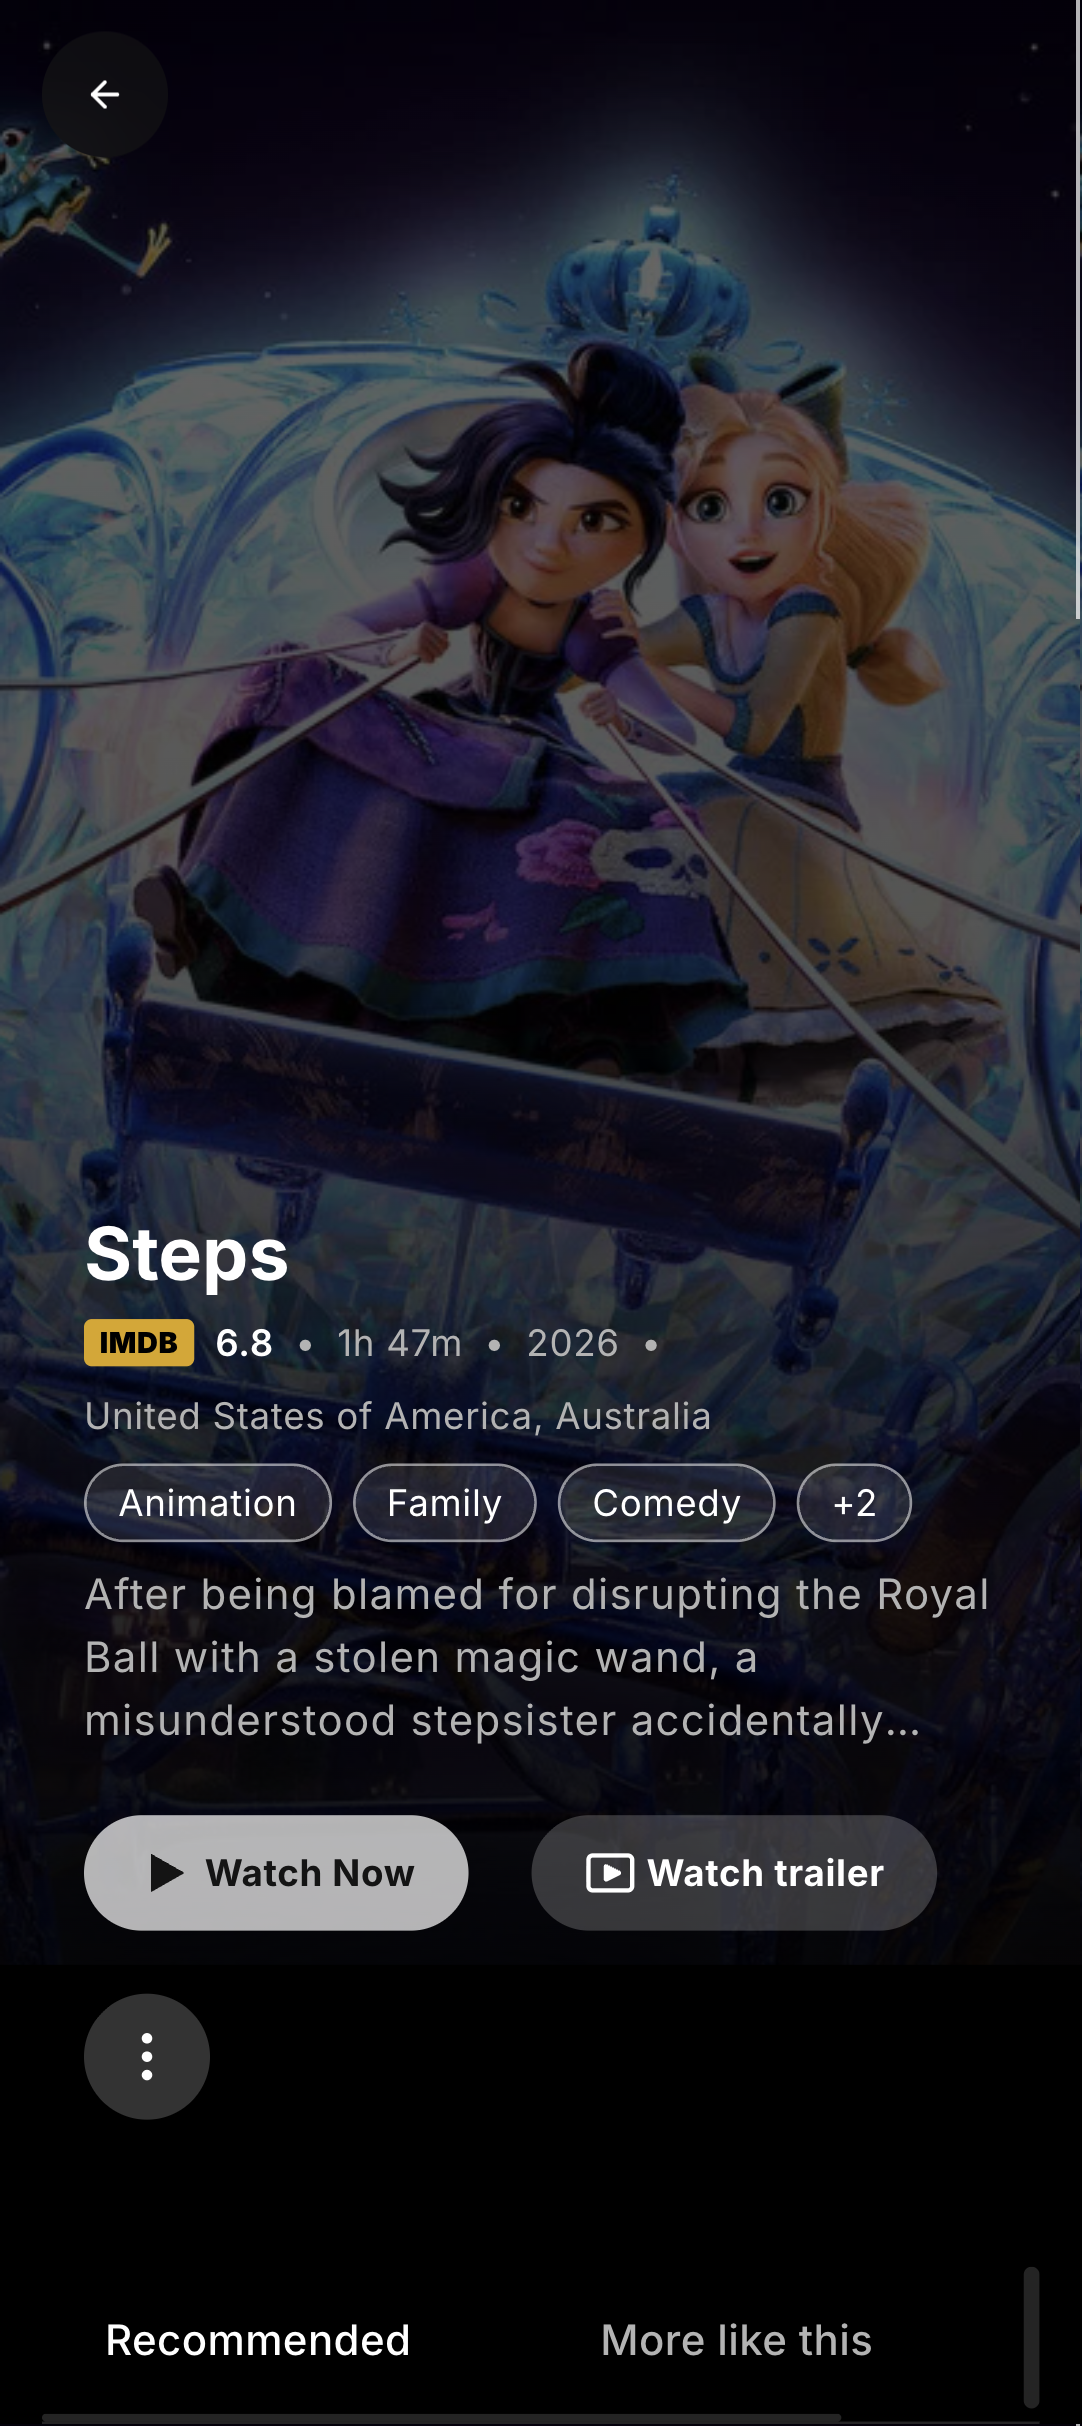 Steps
IMDB 6.8 • 1h 47m • 2026 •
United States of America, Australia
Animation Family Comedy +2
After being blamed for disrupting the Royal
Ball with a stolen magic wand, a
misunderstood stepsister accidentally...
Watch Now Watch trailer
Recommended More like this